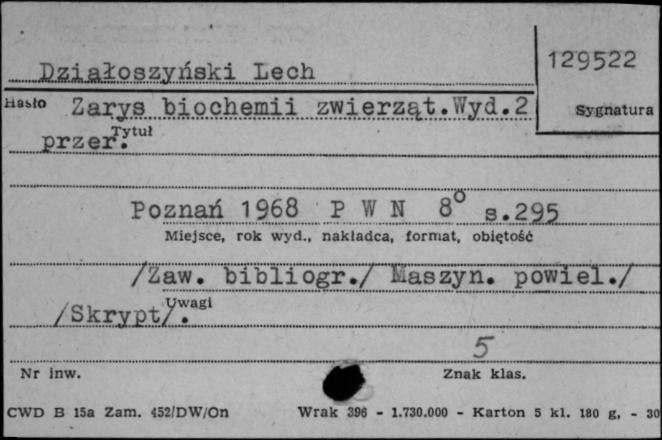 Działoszyński Lech
129522
Hasło
Zarys biochemii zwierząt.Wyd.2
Sygnatura
Tytuł
przer.
Poznań 1968 P W N 8° s.295
Miejsce, rok wyd., nakładca, format, objętość
/Zaw. bibliogr./ Maszyn. powiel./
Uwagi
/Skrypt/.
5
Nr inw.
Znak klas.
CWD B 15a Zam. 452/DW/On Wrak 396 - 1.730.000 - Karton 5 kl. 180 g, - 30